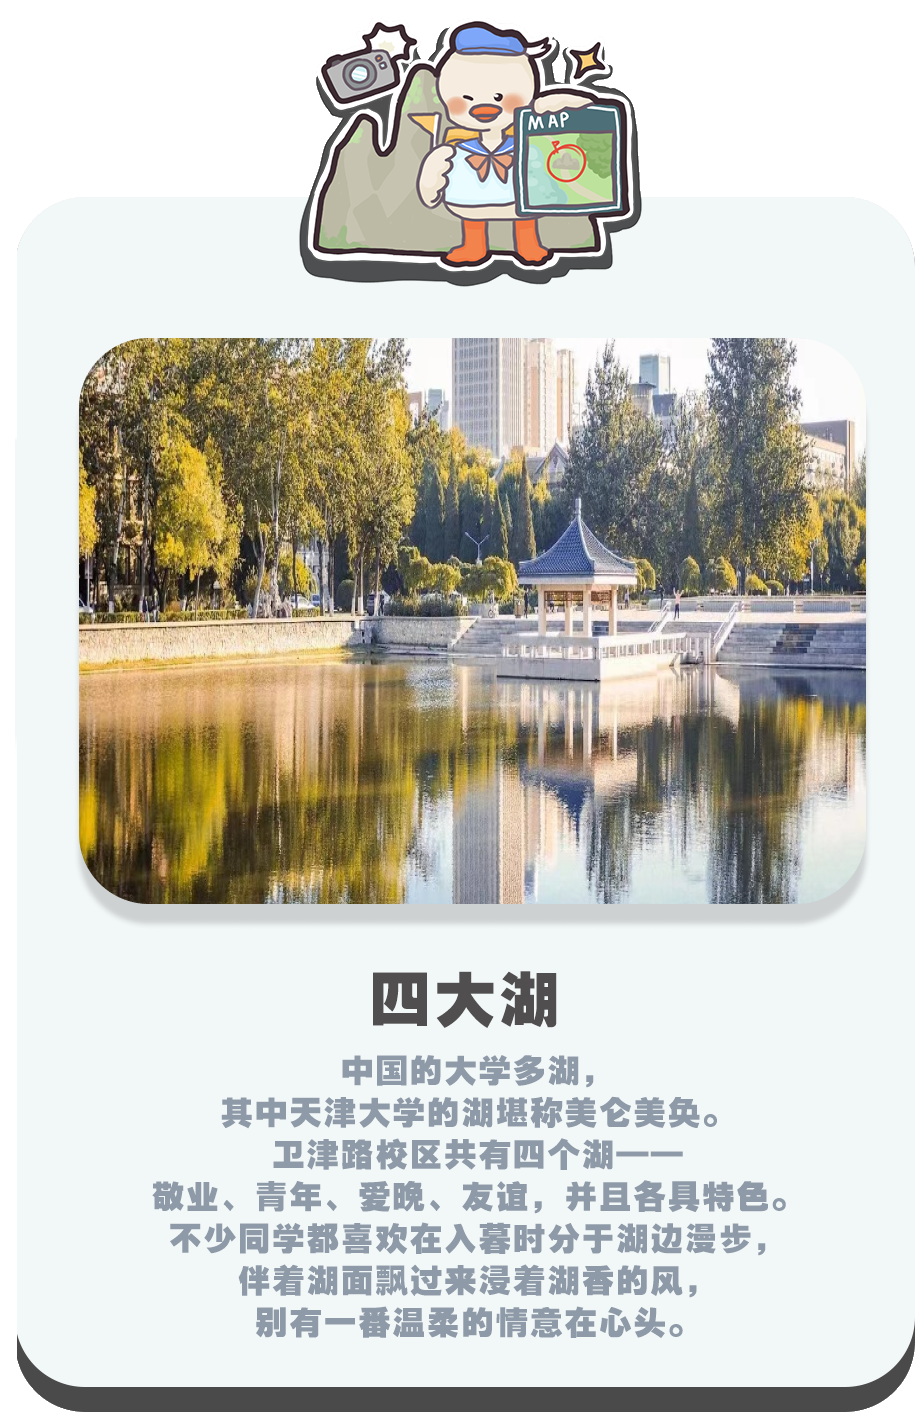 MAP
四大湖
中国的大学多湖，
其中天津大学的湖堪称美仑美奂。
卫津路校区共有四个湖——
敬业、青年、爱晚、友谊，并且各具特色。
不少同学都喜欢在入暮时分于湖边漫步，
伴着湖面飘过来浸着湖香的风，
别有一番温柔的情意在心头。